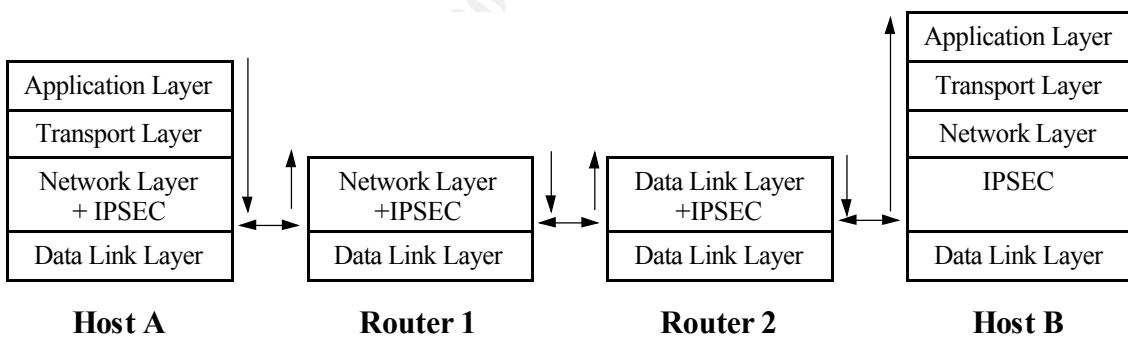 Application Layer
Transport Layer
Network Layer
+ IPSEC
Data Link Layer
Host A
Network Layer
+IPSEC
Data Link Layer
Router 1
Data Link Layer
+IPSEC
Data Link Layer
Router 2
Application Layer
Transport Layer
Network Layer
IPSEC
Data Link Layer
Host B